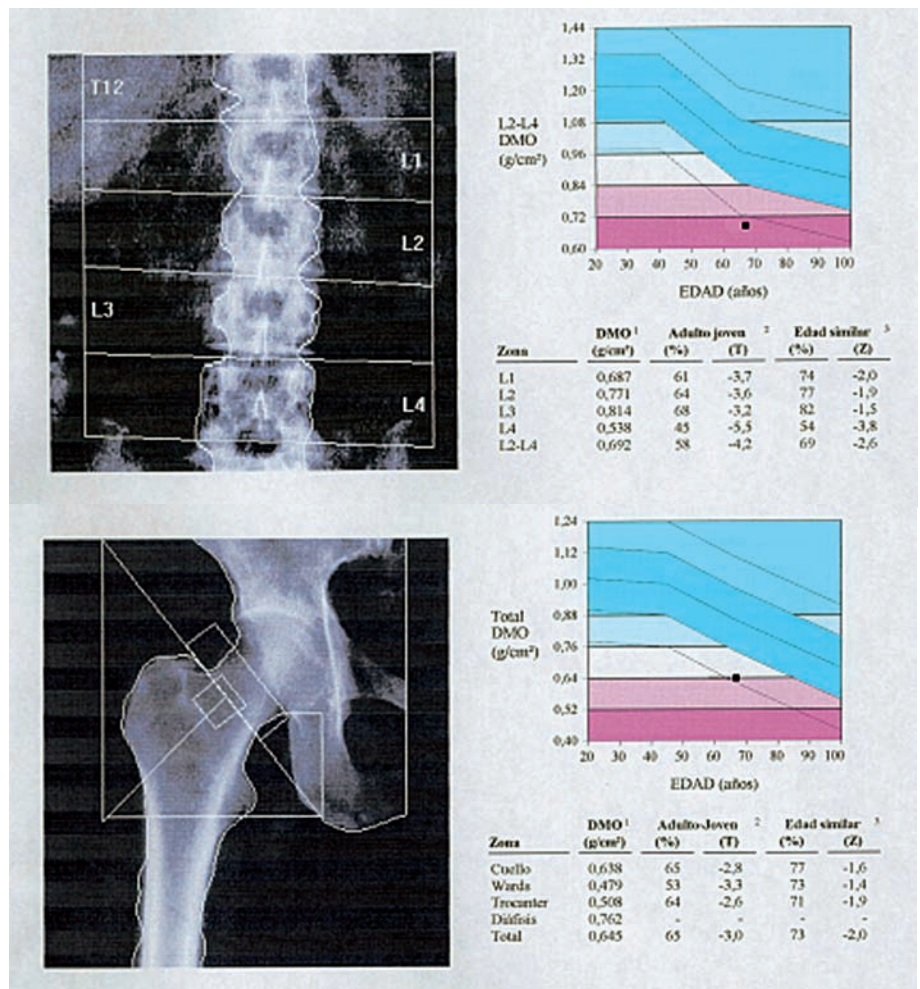 T12
L1
L2
L3
L4
L2-L4
DMO
(g/cm²)
1,44
1,32
1,20
1,08
0,96
0,84
0,72
0,60
20 30 40 50 60 70 80 90 100
EDAD (años)
DMO 1 Adulto joven 2 Edad similar 3
Zona (g/cm²) (%) (T) (%) (Z)
L1 0,687 61 -3,7 74 -2,0
L2 0,771 64 -3,6 77 -1,9
L3 0,814 68 -3,2 82 -1,5
L4 0,538 45 -5,5 54 -3,8
L2-L4 0,692 58 -4,2 69 -2,6
Total
DMO
(g/cm²)
1,24
1,12
1,00
0,88
0,76
0,64
0,52
0,40
20 30 40 50 60 70 80 90 100
EDAD (años)
DMO 1 Adulto-Joven 2 Edad similar 3
Zona (g/cm²) (%) (T) (%) (Z)
Cuello 0,638 65 -2,8 77 -1,6
Wards 0,479 53 -3,3 73 -1,4
Trocanter 0,508 64 -2,6 71 -1,9
Diáfisis 0,762 - - - -
Total 0,645 65 -3,0 73 -2,0